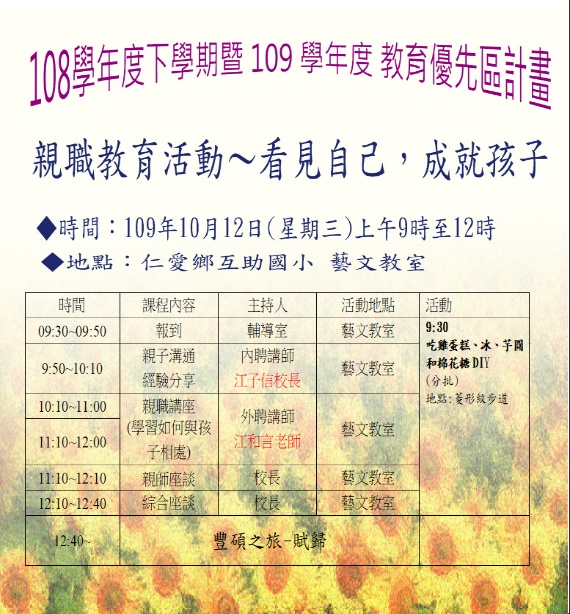 108學年度下學期暨 109 學年度 教育優先區計畫
親職教育活動～看見自己，成就孩子
◆時間：109年10月12日(星期三)上午9時至12時
◆地點：仁愛鄉互助國小 藝文教室
時間 課程內容 主持人 活動地點 活動
09:30~09:50 報到 輔導室 藝文教室
9:30
吃雞蛋糕、冰、芋圓
和棉花糖DIY
(分批)
地點:菱形紋步道
9:50~10:10 親子溝通 內聘講師 藝文教室
經驗分享 江子信校長
10:10~11:00 親職講座 外聘講師 藝文教室
(學習如何與孩
11:10~12:00 子相處) 江和言老師
11:10~12:10 親師座談 校長 藝文教室
12:10~12:40 綜合座談 校長 藝文教室
12:40~ 豐碩之旅-賦歸